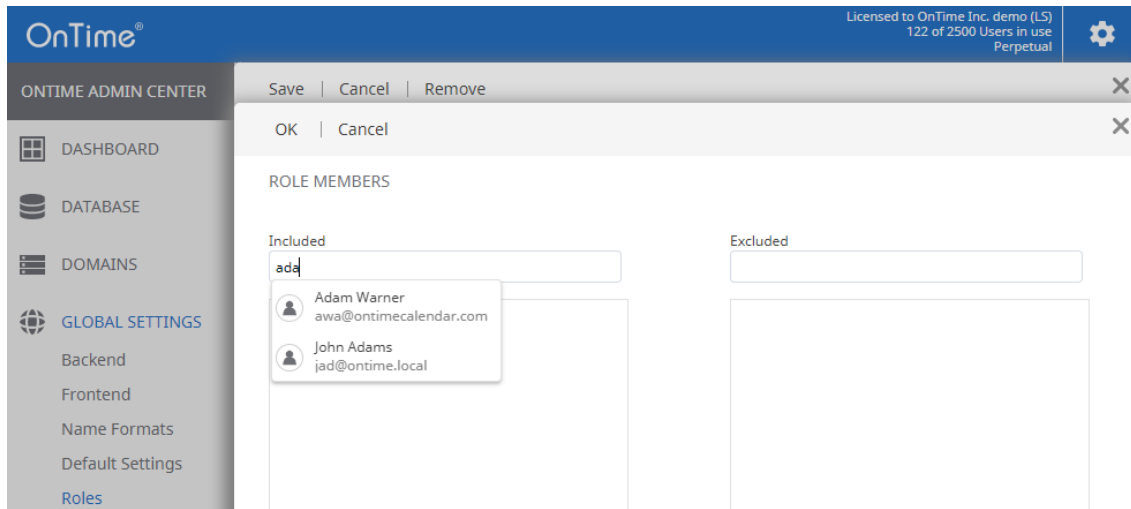 OnTime®
Licensed to OnTime Inc. demo (LS)
122 of 2500 Users in use
Perpetual
ONTIME ADMIN CENTER
Save | Cancel | Remove
OK | Cancel
DASHBOARD
ROLE MEMBERS
DATABASE
Included
Excluded
DOMAINS
ada
Adam Warner
awa@ontimecalendar.com
GLOBAL SETTINGS
John Adams
jad@ontime.local
Backend
Frontend
Name Formats
Default Settings
Roles